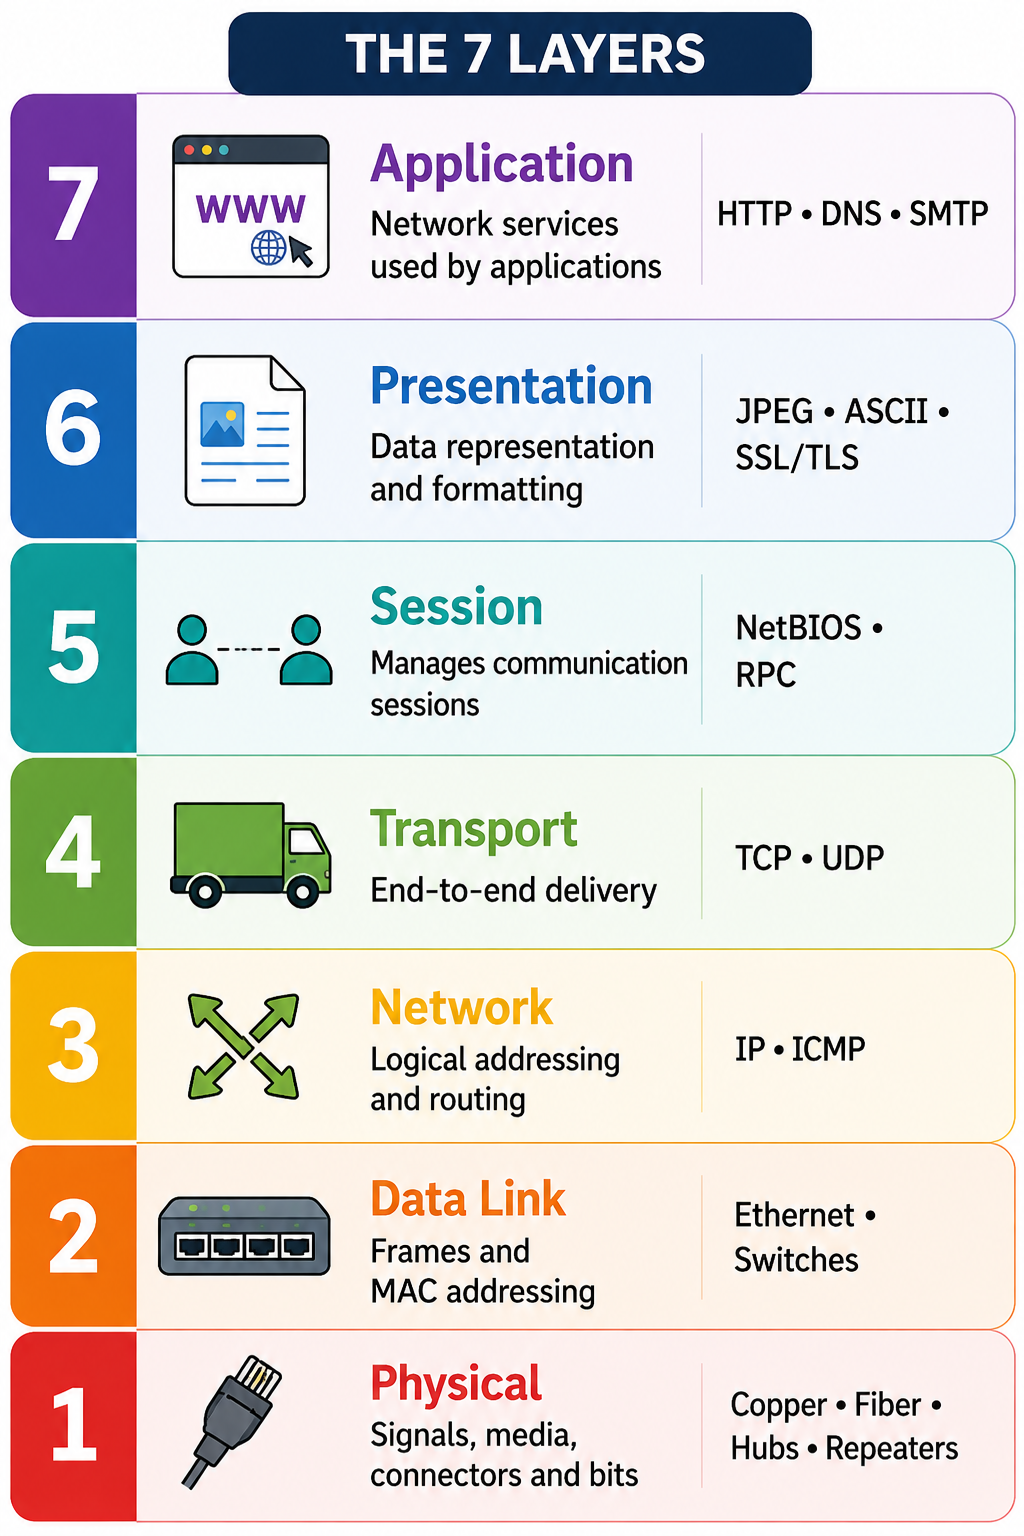 THE 7 LAYERS
7
WWW
Application
Network services
used by applications
HTTP • DNS • SMTP
6
Presentation
Data representation
and formatting
JPEG • ASCII •
SSL/TLS
5
Session
Manages communication
sessions
NetBIOS •
RPC
4
Transport
End-to-end delivery
TCP • UDP
3
Network
Logical addressing
and routing
IP • ICMP
2
Data Link
Frames and
MAC addressing
Ethernet •
Switches
1
Physical
Signals, media,
connectors and bits
Copper • Fiber •
Hubs • Repeaters